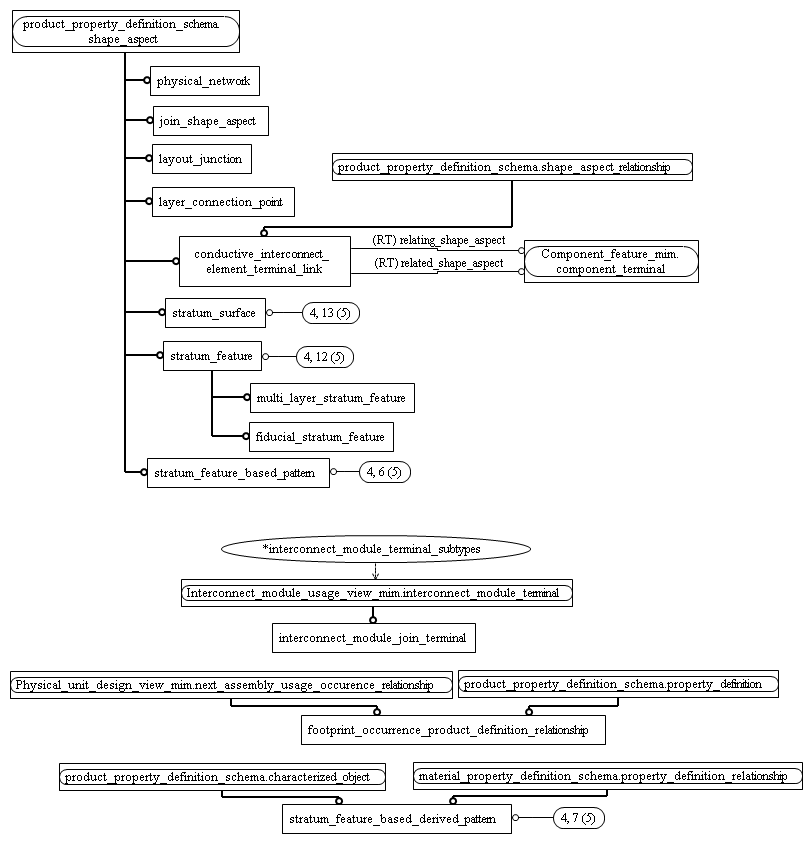 product_property_definition_schema.
shape_aspect
physical_network
join_shape_aspect
layout_junction
product_property_definition_schema.shape_aspect_relationship
layer_connection_point
(RT) relating_shape_aspect
conductive_interconnect_
element_terminal_link
Component_feature_mim.
component_terminal
(RT) related_shape_aspect
stratum_surface
4, 13 (5)
stratum_feature
4, 12 (5)
multi_layer_stratum_feature
fiducial_stratum_feature
stratum_feature_based_pattern
4, 6 (5)
*interconnect_module_terminal_subtypes
Interconnect_module_usage_view_mim.interconnect_module_terminal
interconnect_module_join_terminal
Physical_unit_design_view_mim.next_assembly_usage_occurence_relationship
product_property_definition_schema.property_definition
footprint_occurrence_product_definition_relationship
product_property_definition_schema.characterized_object
material_property_definition_schema.property_definition_relationship
stratum_feature_based_derived_pattern
4, 7 (5)